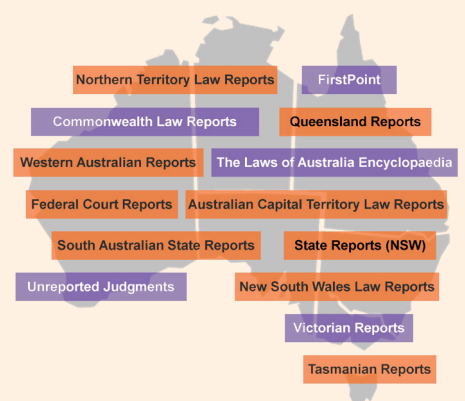 Northern Territory Law Reports
FirstPoint
Commonwealth Law Reports
Queensland Reports
Western Australian Reports
The Laws of Australia Encyclopaedia
Federal Court Reports
Australian Capital Territory Law Reports
South Australian State Reports
State Reports (NSW)
Unreported Judgments
New South Wales Law Reports
Victorian Reports
Tasmanian Reports